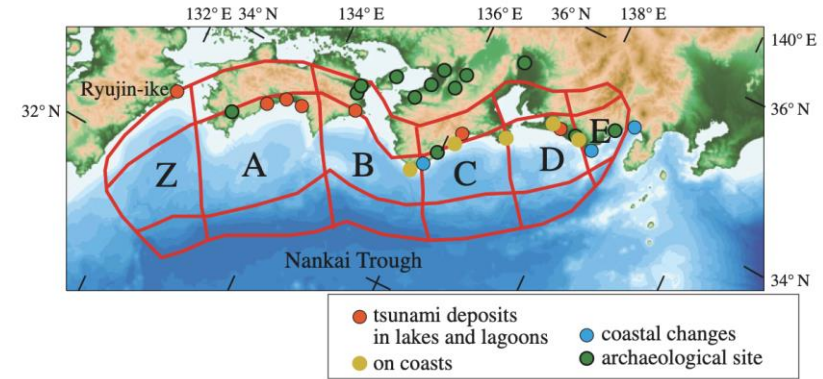 132°E 34°N 134°E 136°E 36°N 138°E
140°E
Ryujin-ike
32°N
36°N
Z A B C D E
Nankai Trough
34°N
tsunami deposits
in lakes and lagoons
on coasts
coastal changes
archaeological site